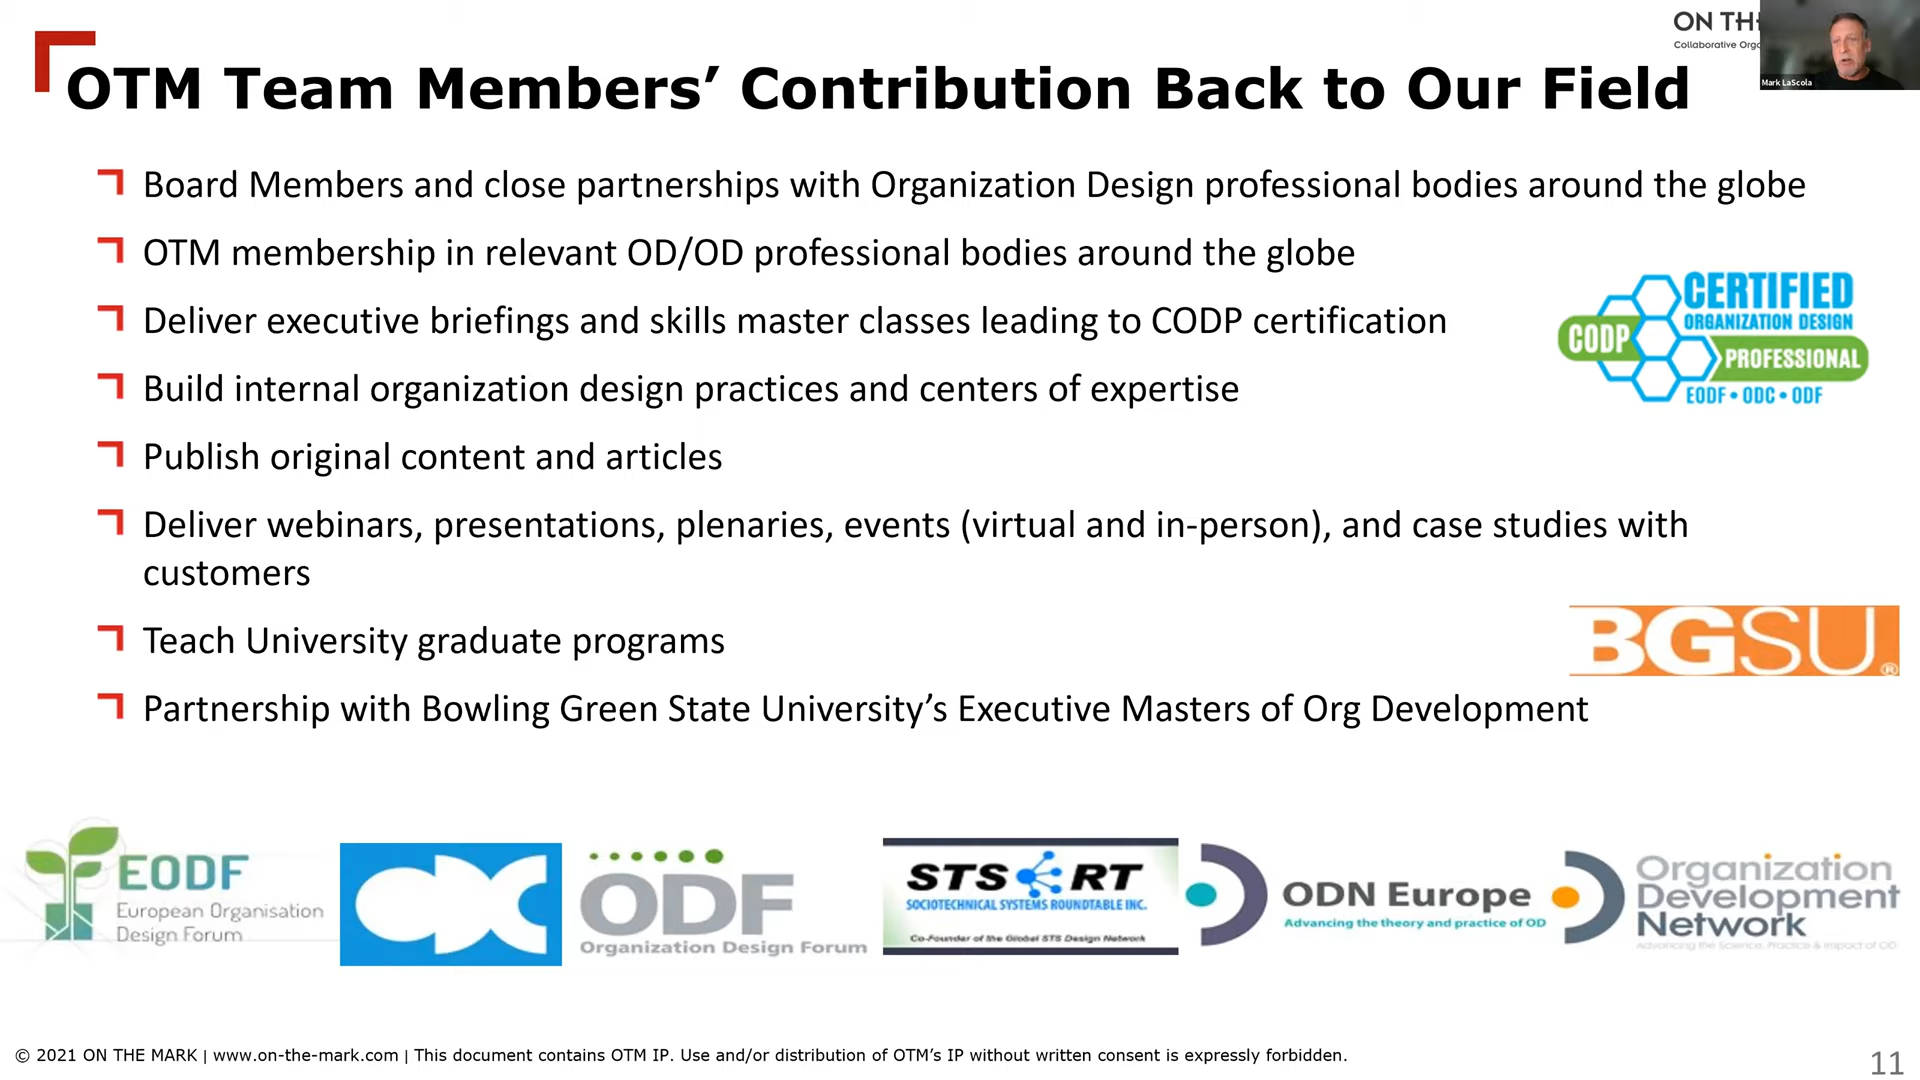 ON TH
Collaborative Orgo
Mark LaScola
OTM Team Members’ Contribution Back to Our Field
Board Members and close partnerships with Organization Design professional bodies around the globe
OTM membership in relevant OD/OD professional bodies around the globe
Deliver executive briefings and skills master classes leading to CODP certification
Build internal organization design practices and centers of expertise
Publish original content and articles
Deliver webinars, presentations, plenaries, events (virtual and in-person), and case studies with
customers
Teach University graduate programs
Partnership with Bowling Green State University’s Executive Masters of Org Development
CERTIFIED
ORGANIZATION DESIGN
CODP
PROFESSIONAL
EODF • ODC • ODF
BGSU®
EODF
European Organisation
Design Forum
ODF
Organization Design Forum
STS RT
SOCIOTECHNICAL SYSTEMS ROUNDTABLE INC.
Co-Founder of the Global STS Design Network
ODN Europe
Advancing the theory and practice of OD
Organization
Development
Network
Advancing the Science, Practice & Impact of OD
© 2021 ON THE MARK | www.on-the-mark.com | This document contains OTM IP. Use and/or distribution of OTM’s IP without written consent is expressly forbidden.
11